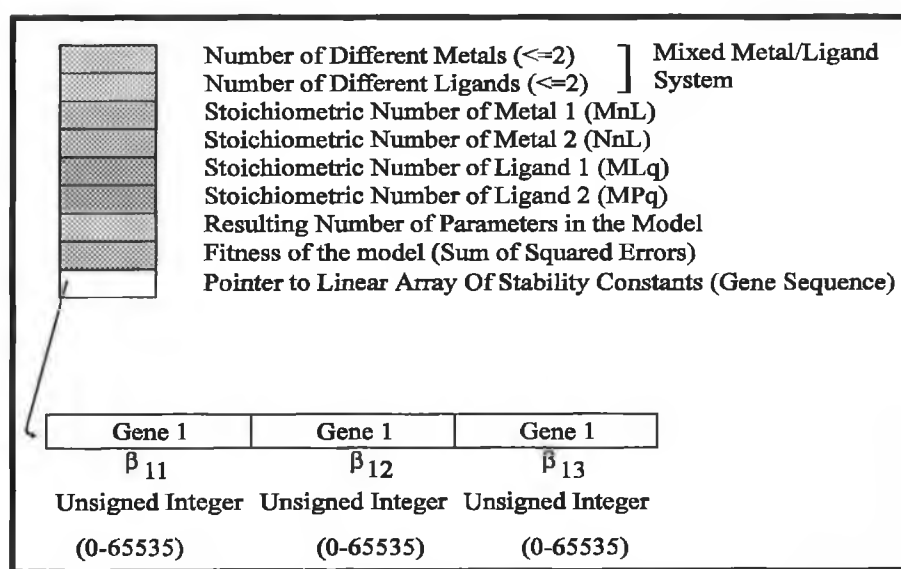 Number of Different Metals (<=2) ] Mixed Metal/Ligand
Number of Different Ligands (<=2) System
Stoichiometric Number of Metal 1 (MnL)
Stoichiometric Number of Metal 2 (NnL)
Stoichiometric Number of Ligand 1 (MLq)
Stoichiometric Number of Ligand 2 (MPq)
Resulting Number of Parameters in the Model
Fitness of the model (Sum of Squared Errors)
Pointer to Linear Array Of Stability Constants (Gene Sequence)
Gene 1 Gene 1 Gene 1
β11 β12 β13
Unsigned Integer Unsigned Integer Unsigned Integer
(0-65535) (0-65535) (0-65535)